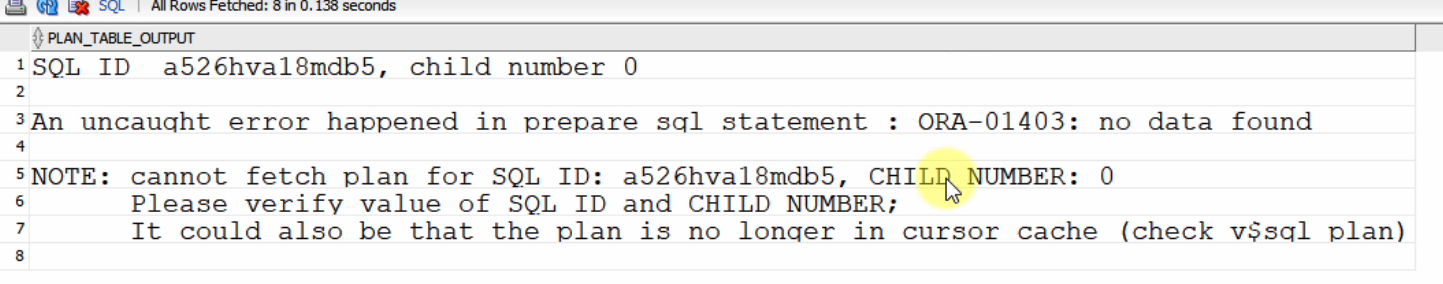 SQL | All Rows Fetched: 8 in 0.138 seconds
PLAN_TABLE_OUTPUT
1 SQL ID  a526hva18mdb5, child number 0
2
3 An uncaught error happened in prepare sql statement : ORA-01403: no data found
4
5 NOTE: cannot fetch plan for SQL ID: a526hva18mdb5, CHILD NUMBER: 0
6 Please verify value of SQL ID and CHILD NUMBER;
7 It could also be that the plan is no longer in cursor cache (check v$sql_plan)
8